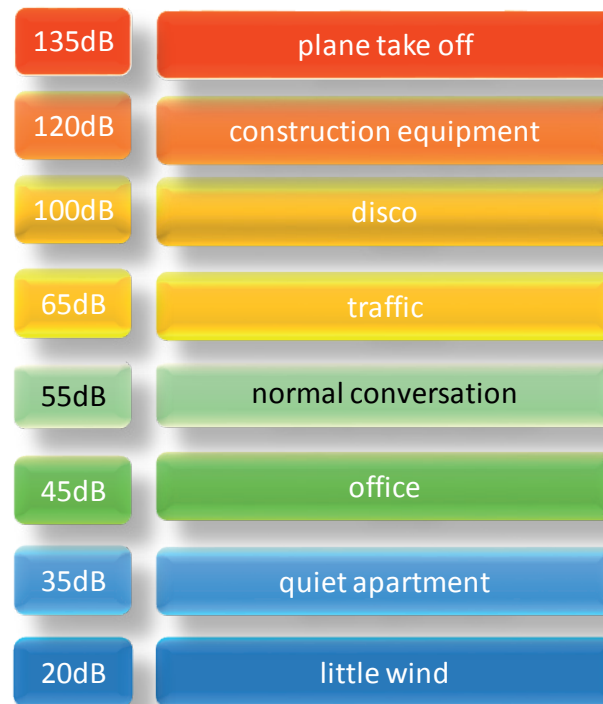 135dB plane take off
120dB construction equipment
100dB disco
65dB traffic
55dB normal conversation
45dB office
35dB quiet apartment
20dB little wind